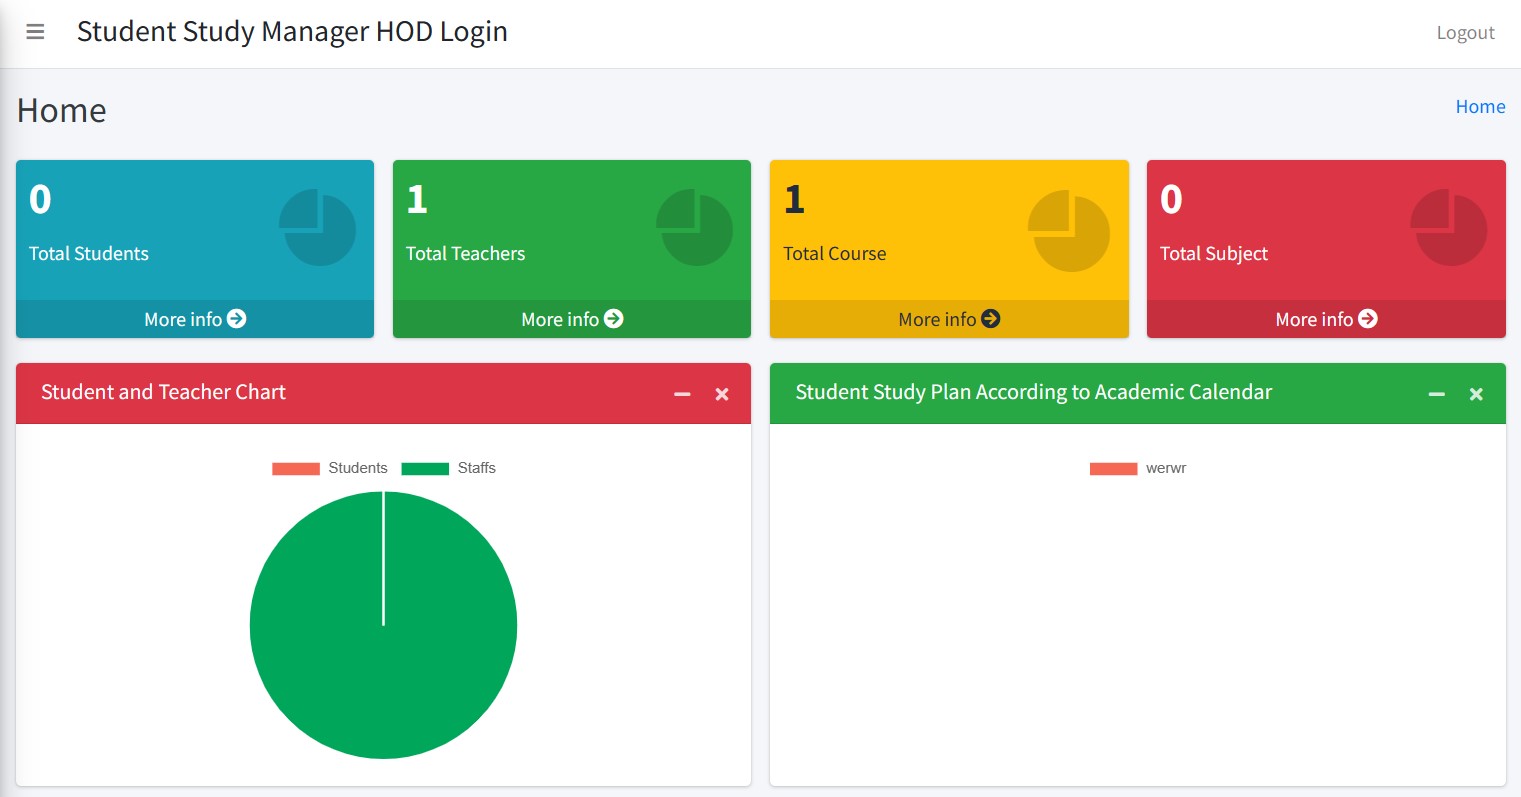 Student Study Manager HOD Login
Logout
Home
Home
0
Total Students
More info
1
Total Teachers
More info
1
Total Course
More info
0
Total Subject
More info
Student and Teacher Chart
Students Staffs
Student Study Plan According to Academic Calendar
werwr